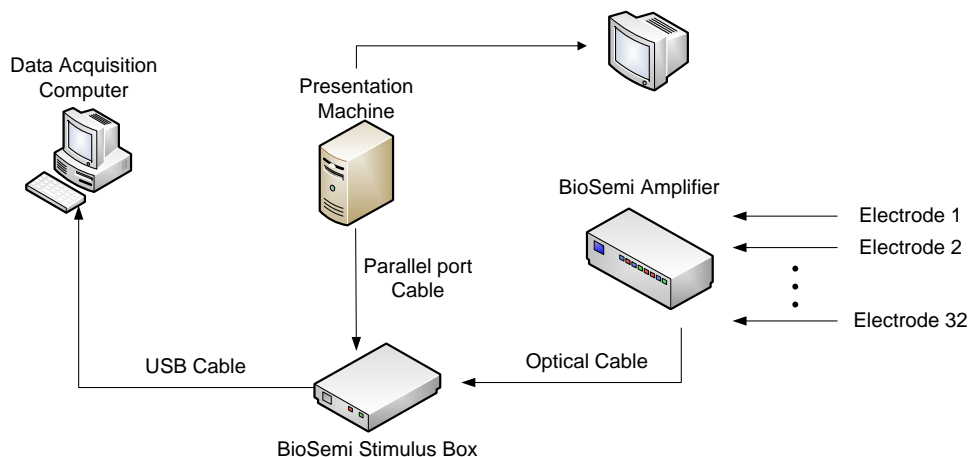 Data Acquisition
Computer
Presentation
Machine
BioSemi Amplifier
Electrode 1
Electrode 2
Electrode 32
Parallel port
Cable
USB Cable
Optical Cable
BioSemi Stimulus Box